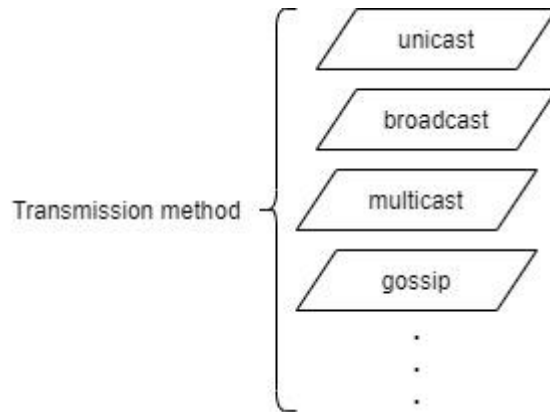 unicast
broadcast
Transmission method
multicast
gossip
.
.
.